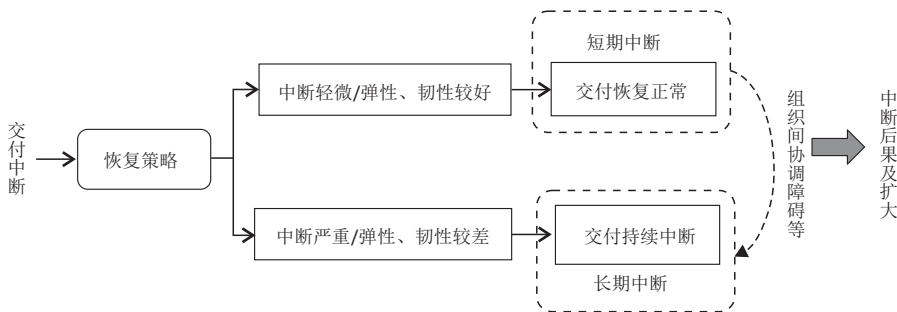 交付中断
恢复策略
中断轻微/弹性、韧性较好
短期中断
交付恢复正常
中断严重/弹性、韧性较差
交付持续中断
长期中断
组织间协调障碍等
中断后果及扩大